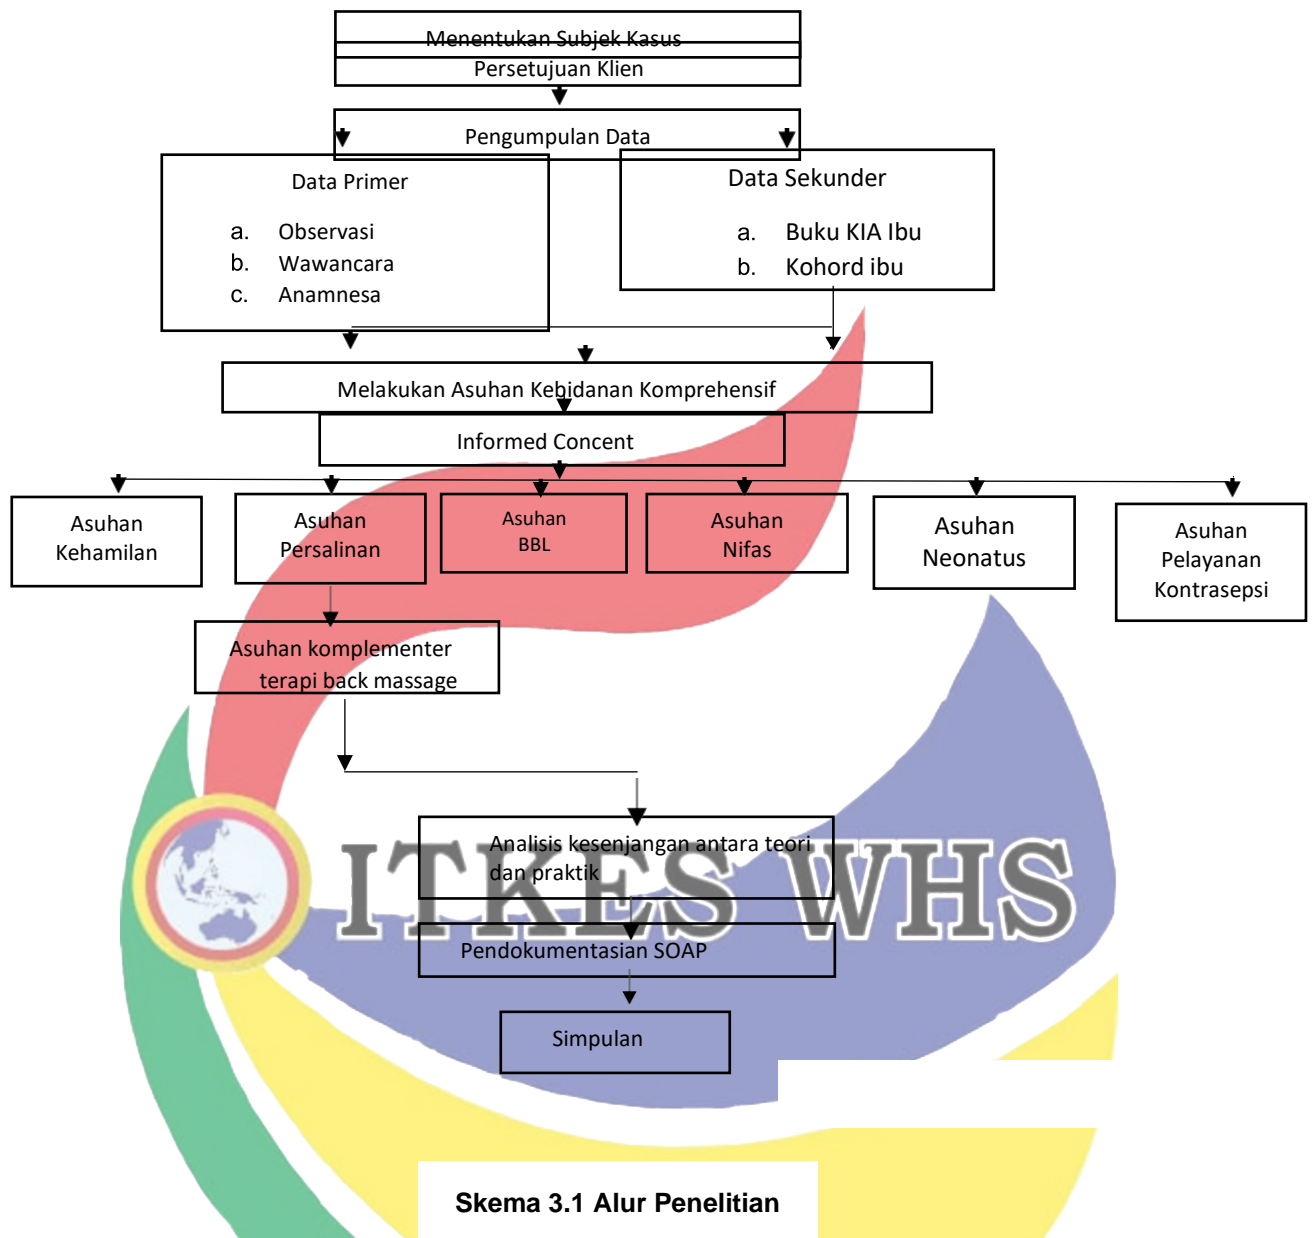 Menentukan Subjek Kasus
Persetujuan Klien
Pengumpulan Data
Data Primer
a. Observasi
b. Wawancara
c. Anamnesa
Data Sekunder
a. Buku KIA Ibu
b. Kohord ibu
Melakukan Asuhan Kebidanan Komprehensif
Informed Concent
Asuhan
Kehamilan
Asuhan
Persalinan
Asuhan
BBL
Asuhan
Nifas
Asuhan
Neonatus
Asuhan
Pelayanan
Kontrasepsi
Asuhan komplementer
terapi back massage
Analisis kesenjangan antara teori
dan praktik
ITKES WHS
Pendokumentasian SOAP
Simpulan
Skema 3.1 Alur Penelitian